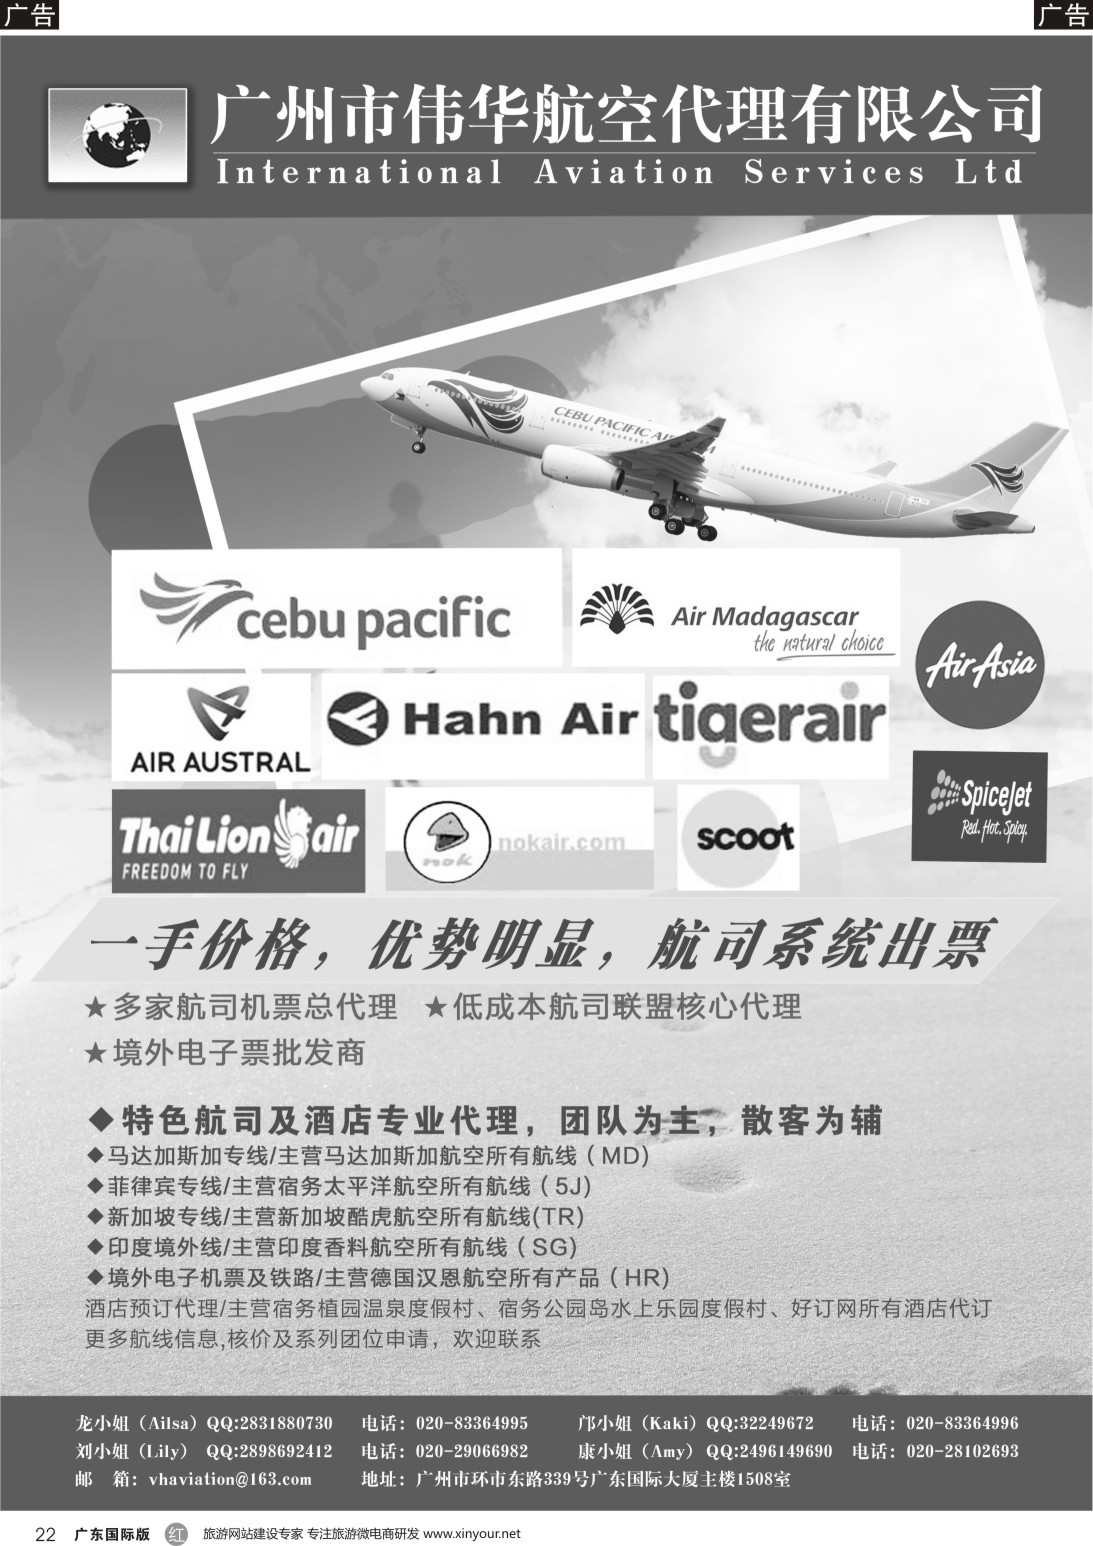 广告
广告
广州市伟华航空代理有限公司
International Aviation Services Ltd
CEBU PACIFIC AIR
cebu pacific
Air Madagascar
the natural choice
AirAsia
AIR AUSTRAL
Hahn Air
tigerair
SpiceJet
Red. Hot. Spicy.
Thai Lion air
FREEDOM TO FLY
nok
nokair.com
scoot
一手价格，优势明显，航司系统出票
★多家航司机票总代理 ★低成本航司联盟核心代理
★境外电子票批发商
◆特色航司及酒店专业代理，团队为主，散客为辅
◆马达加斯加专线/主营马达加斯加航空所有航线（MD)
◆菲律宾专线/主营宿务太平洋航空所有航线（5J)
◆新加坡专线/主营新加坡酷虎航空所有航线(TR)
◆印度境外线/主营印度香料航空所有航线（SG)
◆境外电子机票及铁路/主营德国汉恩航空所有产品（HR)
酒店预订代理/主营宿务植园温泉度假村、宿务公园岛水上乐园度假村、好订网所有酒店代订
更多航线信息,核价及系列团位申请，欢迎联系
龙小姐（Ailsa）QQ:2831880730 电话：020-83364995 邝小姐（Kaki）QQ:32249672 电话：020-83364996
刘小姐（Lily） QQ:2898692412 电话：020-29066982 康小姐（Amy）QQ:2496149690 电话：020-28102693
邮 箱：vhaviation@163.com 地址：广州市环市东路339号广东国际大厦主楼1508室
22 广东国际版 红 旅游网站建设专家 专注旅游微电商研发 www.xinyour.net